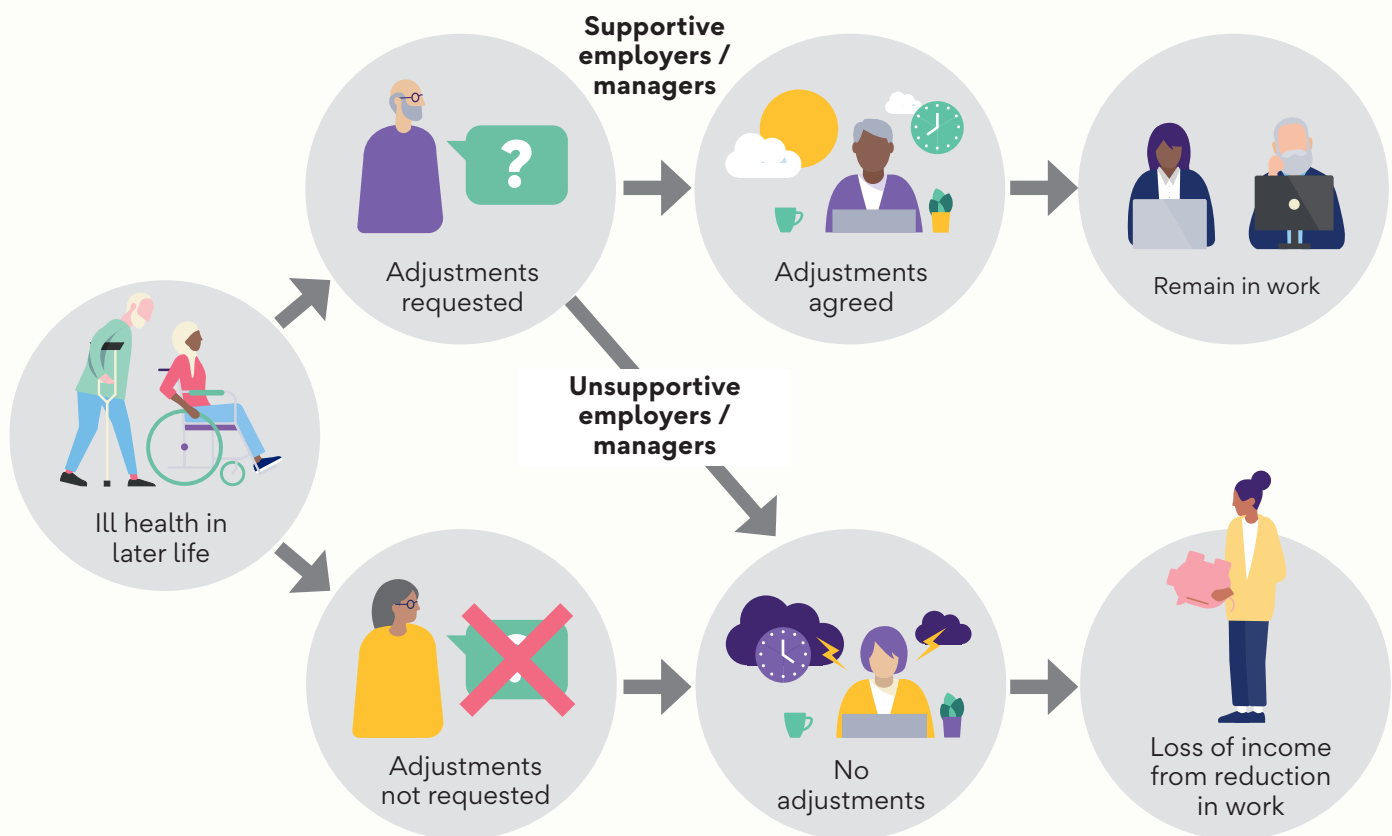 Supportive
employers /
managers
?
Adjustments
requested
Adjustments
agreed
Remain in work
Ill health in
later life
Unsupportive
employers /
managers
Adjustments
not requested
No
adjustments
Loss of income
from reduction
in work